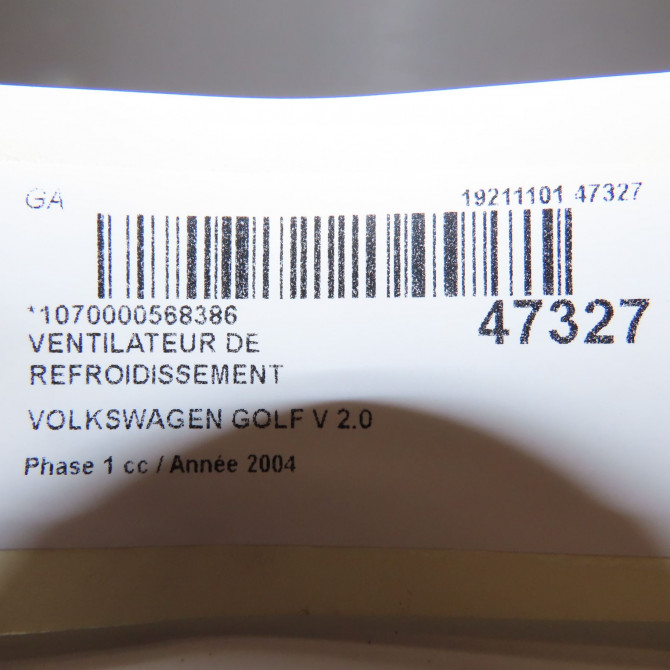 GA
19211101 47327
*1070000568386
47327
VENTILATEUR DE
REFROIDISSEMENT
VOLKSWAGEN GOLF V 2.0
Phase 1 cc / Année 2004